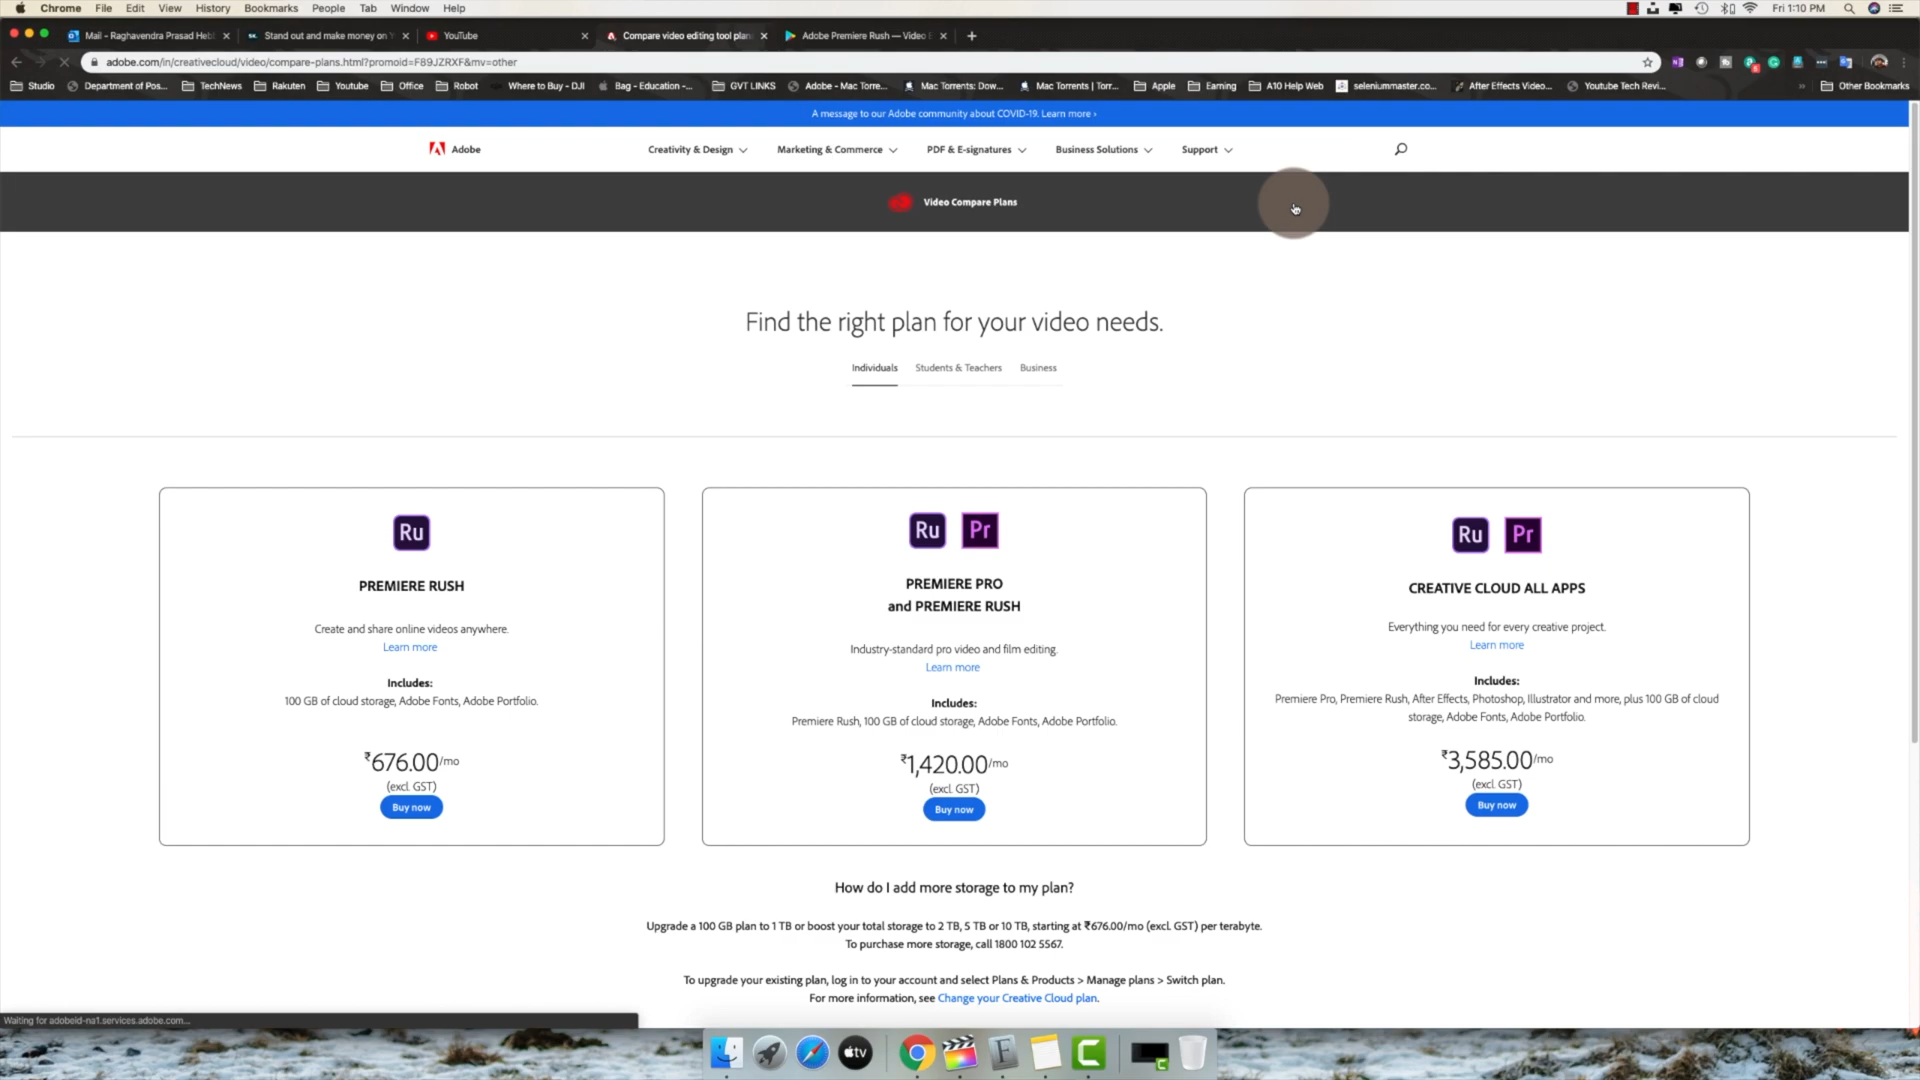 Chrome File Edit View History Bookmarks People Tab Window Help Fri 1:10 PM
Mail - Raghavendra Prasad Heb Stand out and make money on Y YouTube Compare video editing tool plan Adobe Premiere Rush — Video E
adobe.com/in/creativecloud/video/compare-plans.html?promoid=F89JZRXF&mv=other
Studio Department of Pos... TechNews Rakuten Youtube Office Robot Where to Buy - DJI Bag - Education -... GVT LINKS Adobe - Mac Torre... Mac Torrents: Dow... Mac Torrents | Torr... Apple Earning A10 Help Web seleniummaster.co... After Effects Video... Youtube Tech Revi... » Other Bookmarks
A message to our Adobe community about COVID-19. Learn more ›
Adobe Creativity & Design Marketing & Commerce PDF & E-signatures Business Solutions Support
Video Compare Plans
Find the right plan for your video needs.
Individuals Students & Teachers Business
Ru
PREMIERE RUSH
Create and share online videos anywhere.
Learn more
Includes:
100 GB of cloud storage, Adobe Fonts, Adobe Portfolio.
₹676.00/mo
(excl. GST)
Buy now
Ru Pr
PREMIERE PRO
and PREMIERE RUSH
Industry-standard pro video and film editing.
Learn more
Includes:
Premiere Rush, 100 GB of cloud storage, Adobe Fonts, Adobe Portfolio.
₹1,420.00/mo
(excl. GST)
Buy now
Ru Pr
CREATIVE CLOUD ALL APPS
Everything you need for every creative project.
Learn more
Includes:
Premiere Pro, Premiere Rush, After Effects, Photoshop, Illustrator and more, plus 100 GB of cloud
storage, Adobe Fonts, Adobe Portfolio.
₹3,585.00/mo
(excl. GST)
Buy now
How do I add more storage to my plan?
Upgrade a 100 GB plan to 1 TB or boost your total storage to 2 TB, 5 TB or 10 TB, starting at ₹676.00/mo (excl. GST) per terabyte.
To purchase more storage, call 1800 102 5567.
To upgrade your existing plan, log in to your account and select Plans & Products > Manage plans > Switch plan.
For more information, see Change your Creative Cloud plan.
Waiting for adobeid-na1.services.adobe.com...
tv